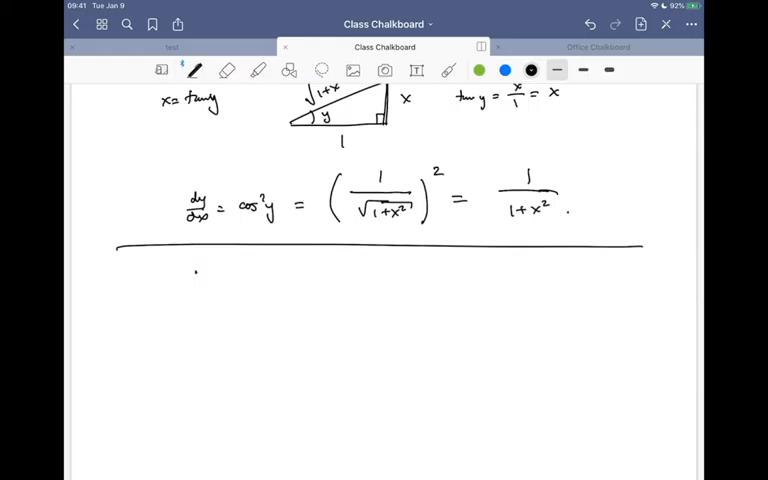 09:41 Tue Jan 9
92%
Class Chalkboard
test
Class Chalkboard
Office Chalkboard
x = tan y
√1+x
y
x
1
tan y = x/1 = x
dy/dx = cos²y = (1/√1+x²)² = 1/1+x².